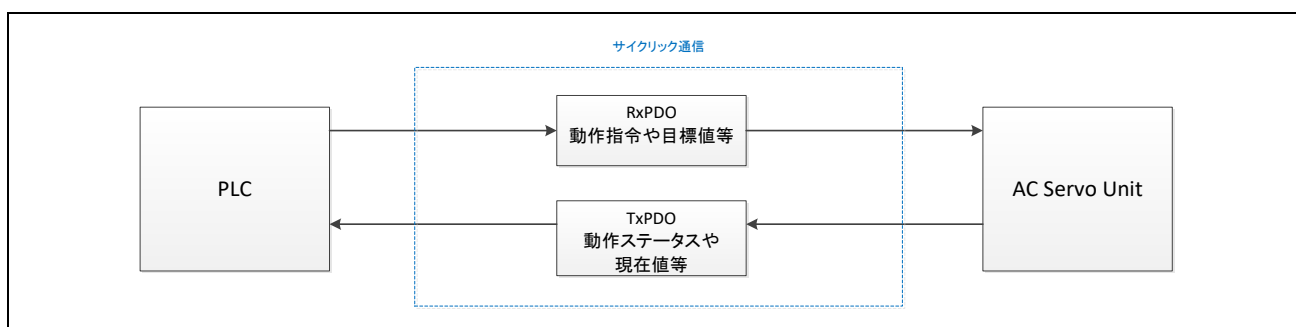 サイクリック通信
RxPDO
動作指令や目標値等
PLC
AC Servo Unit
TxPDO
動作ステータスや
現在値等